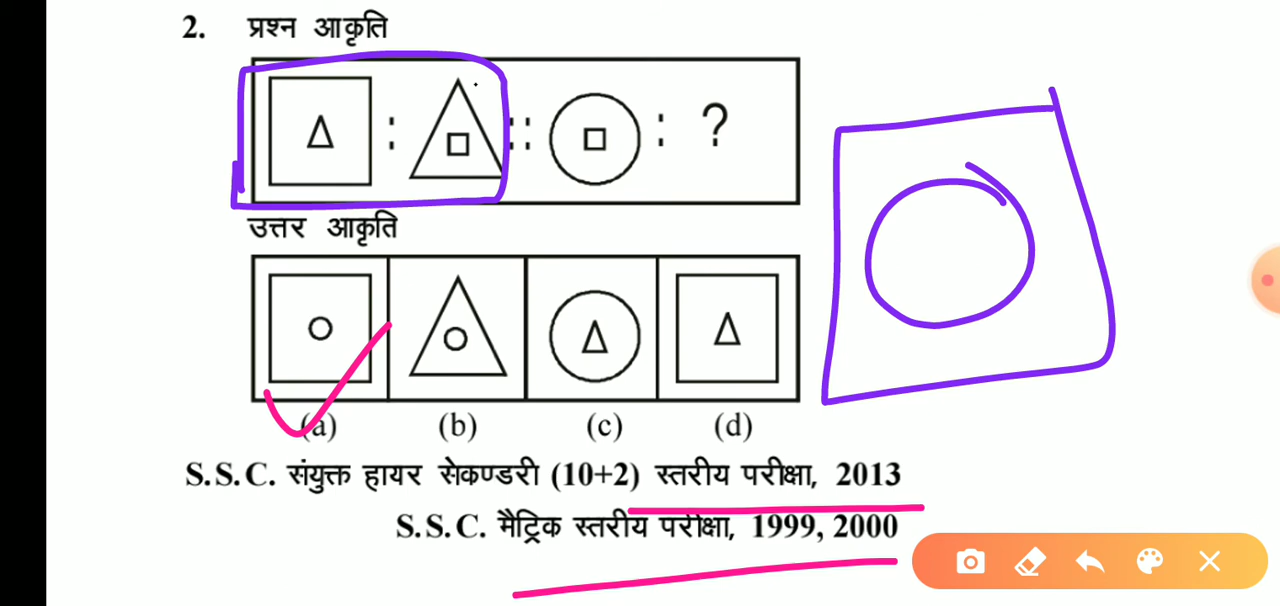 2. प्रश्न आकृति
: :: : ?
उत्तर आकृति
(a) (b) (c) (d)
S.S.C. संयुक्त हायर सेकण्डरी (10+2) स्तरीय परीक्षा, 2013
S.S.C. मैट्रिक स्तरीय परीक्षा, 1999, 2000